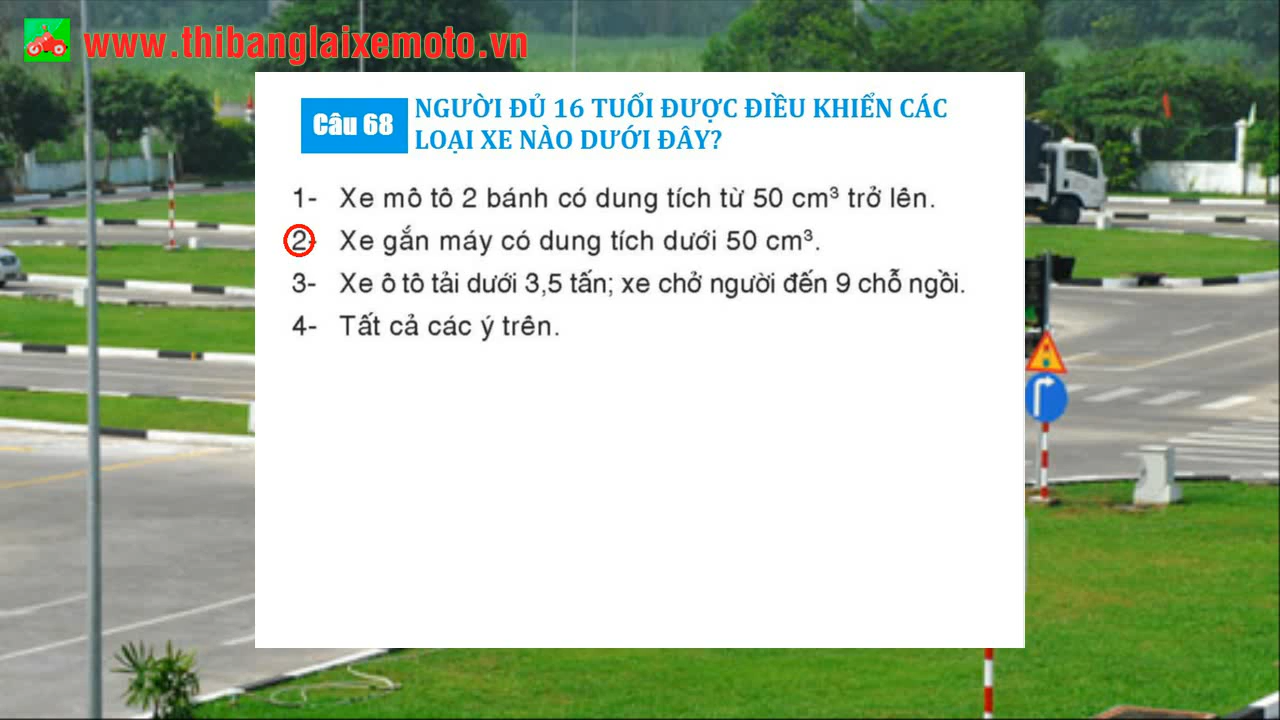 www.thibanglaixemoto.vn
Câu 68
NGƯỜI ĐỦ 16 TUỔI ĐƯỢC ĐIỀU KHIỂN CÁC
LOẠI XE NÀO DƯỚI ĐÂY?
1- Xe mô tô 2 bánh có dung tích từ 50 cm³ trở lên.
2- Xe gắn máy có dung tích dưới 50 cm³.
3- Xe ô tô tải dưới 3,5 tấn; xe chở người đến 9 chỗ ngồi.
4- Tất cả các ý trên.